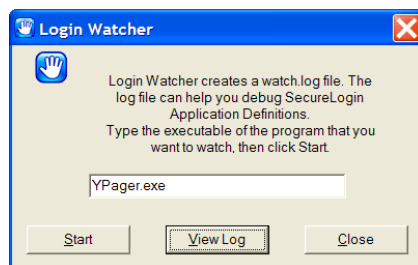 Login Watcher
Login Watcher creates a watch.log file. The
log file can help you debug SecureLogin
Application Definitions.
Type the executable of the program that you
want to watch, then click Start.
YPager.exe
Start View Log Close